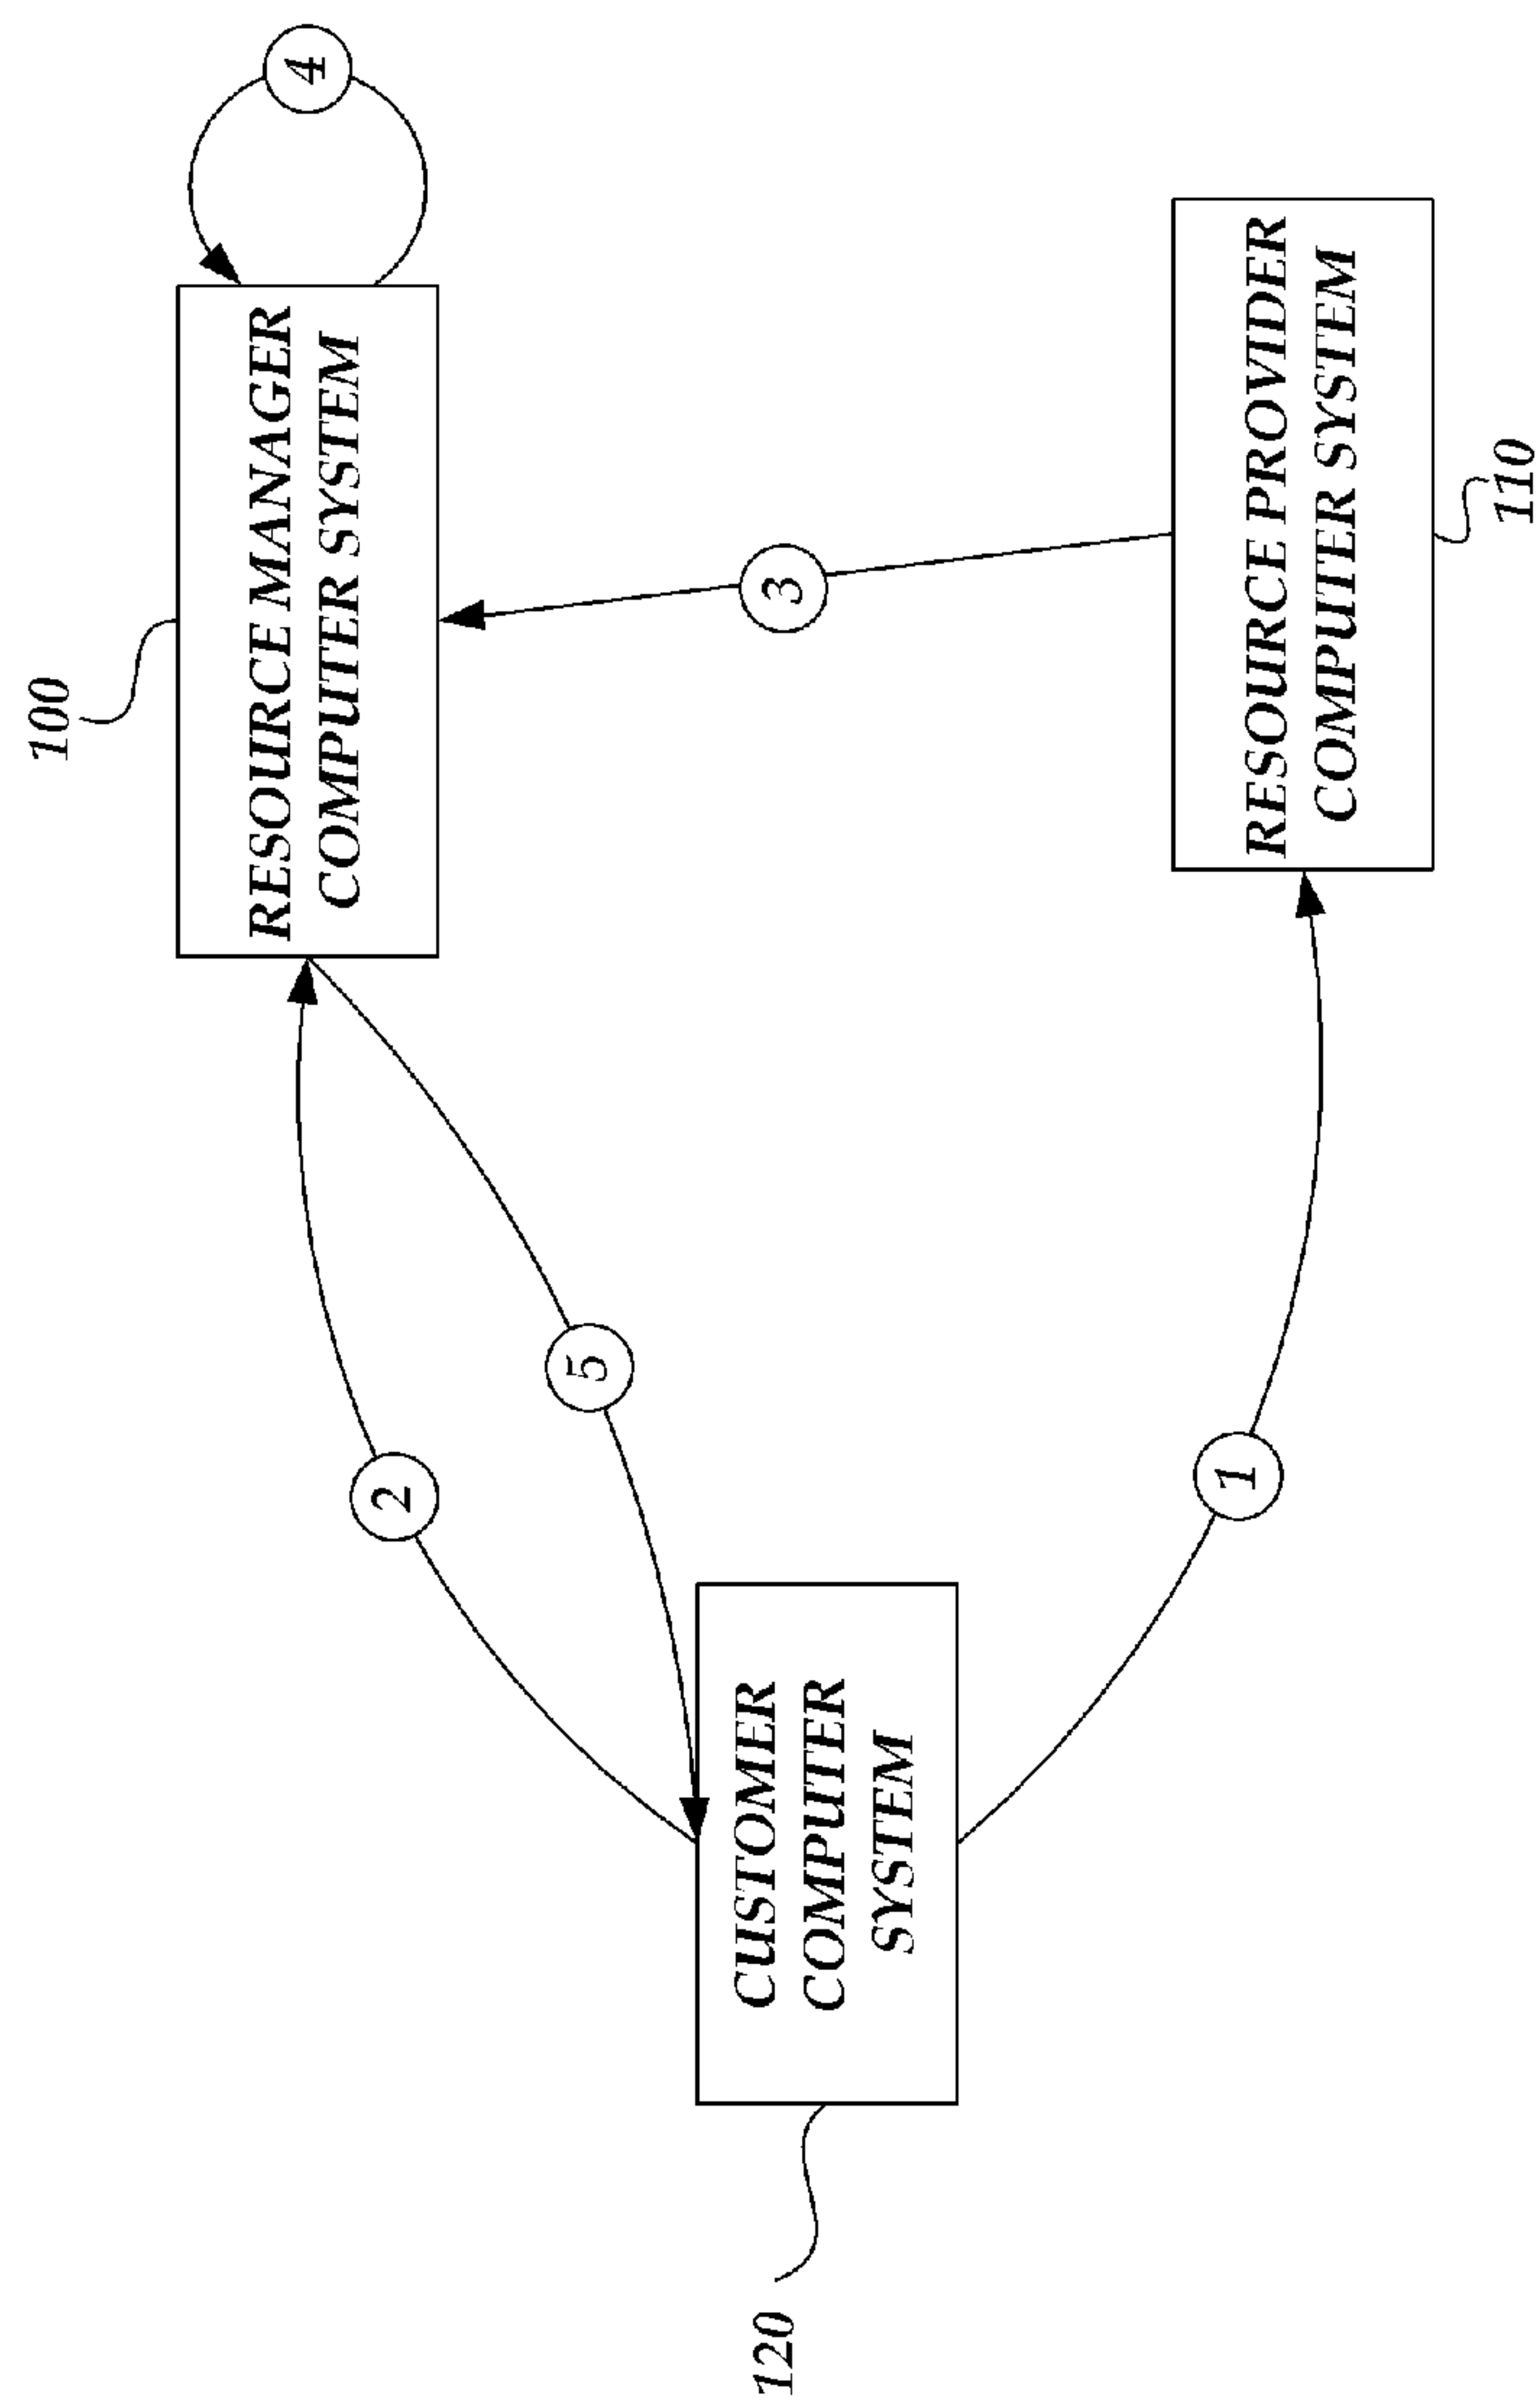 100
RESOURCE MANAGER
COMPUTER SYSTEM
4
2
5
3
CUSTOMER
COMPUTER
SYSTEM
120
1
RESOURCE PROVIDER
COMPUTER SYSTEM
110